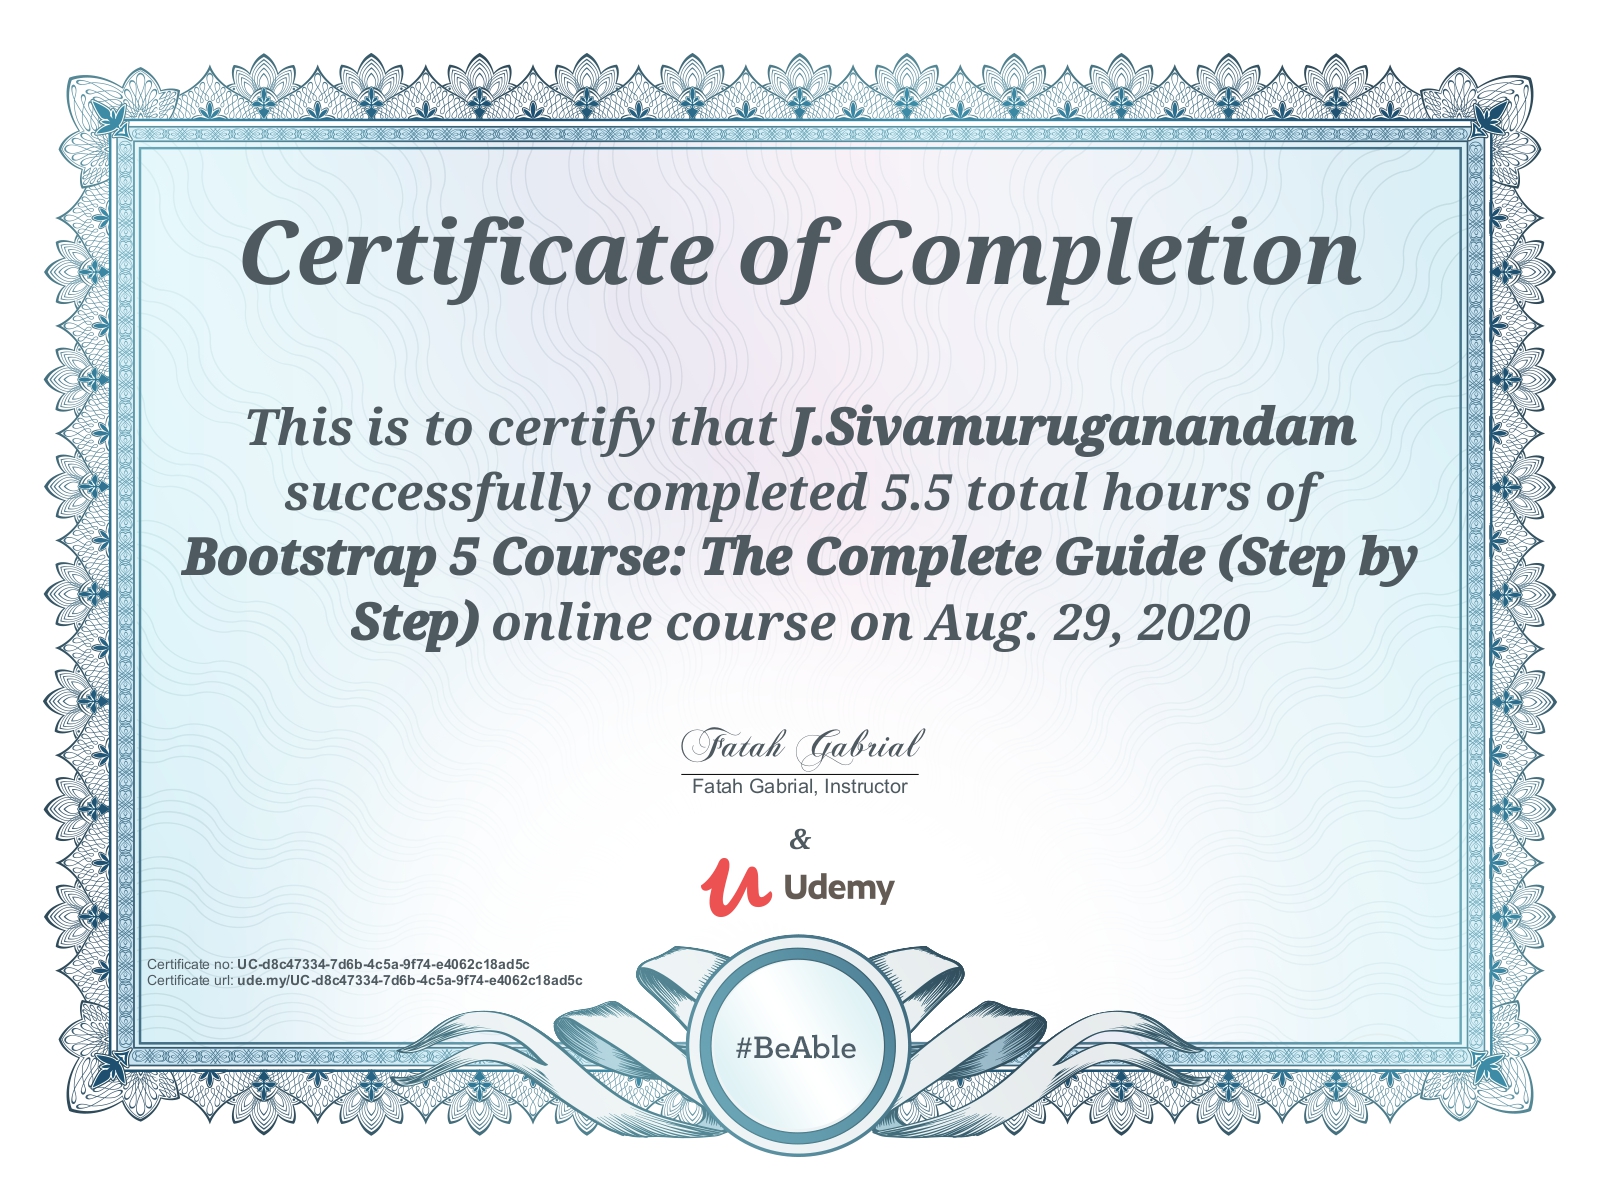 Certificate of Completion
This is to certify that J.Sivamuruganandam
successfully completed 5.5 total hours of
Bootstrap 5 Course: The Complete Guide (Step by
Step) online course on Aug. 29, 2020
Fatah Gabrial
Fatah Gabrial, Instructor
&
Udemy
Certificate no: UC-d8c47334-7d6b-4c5a-9f74-e4062c18ad5c
Certificate url: ude.my/UC-d8c47334-7d6b-4c5a-9f74-e4062c18ad5c
#BeAble